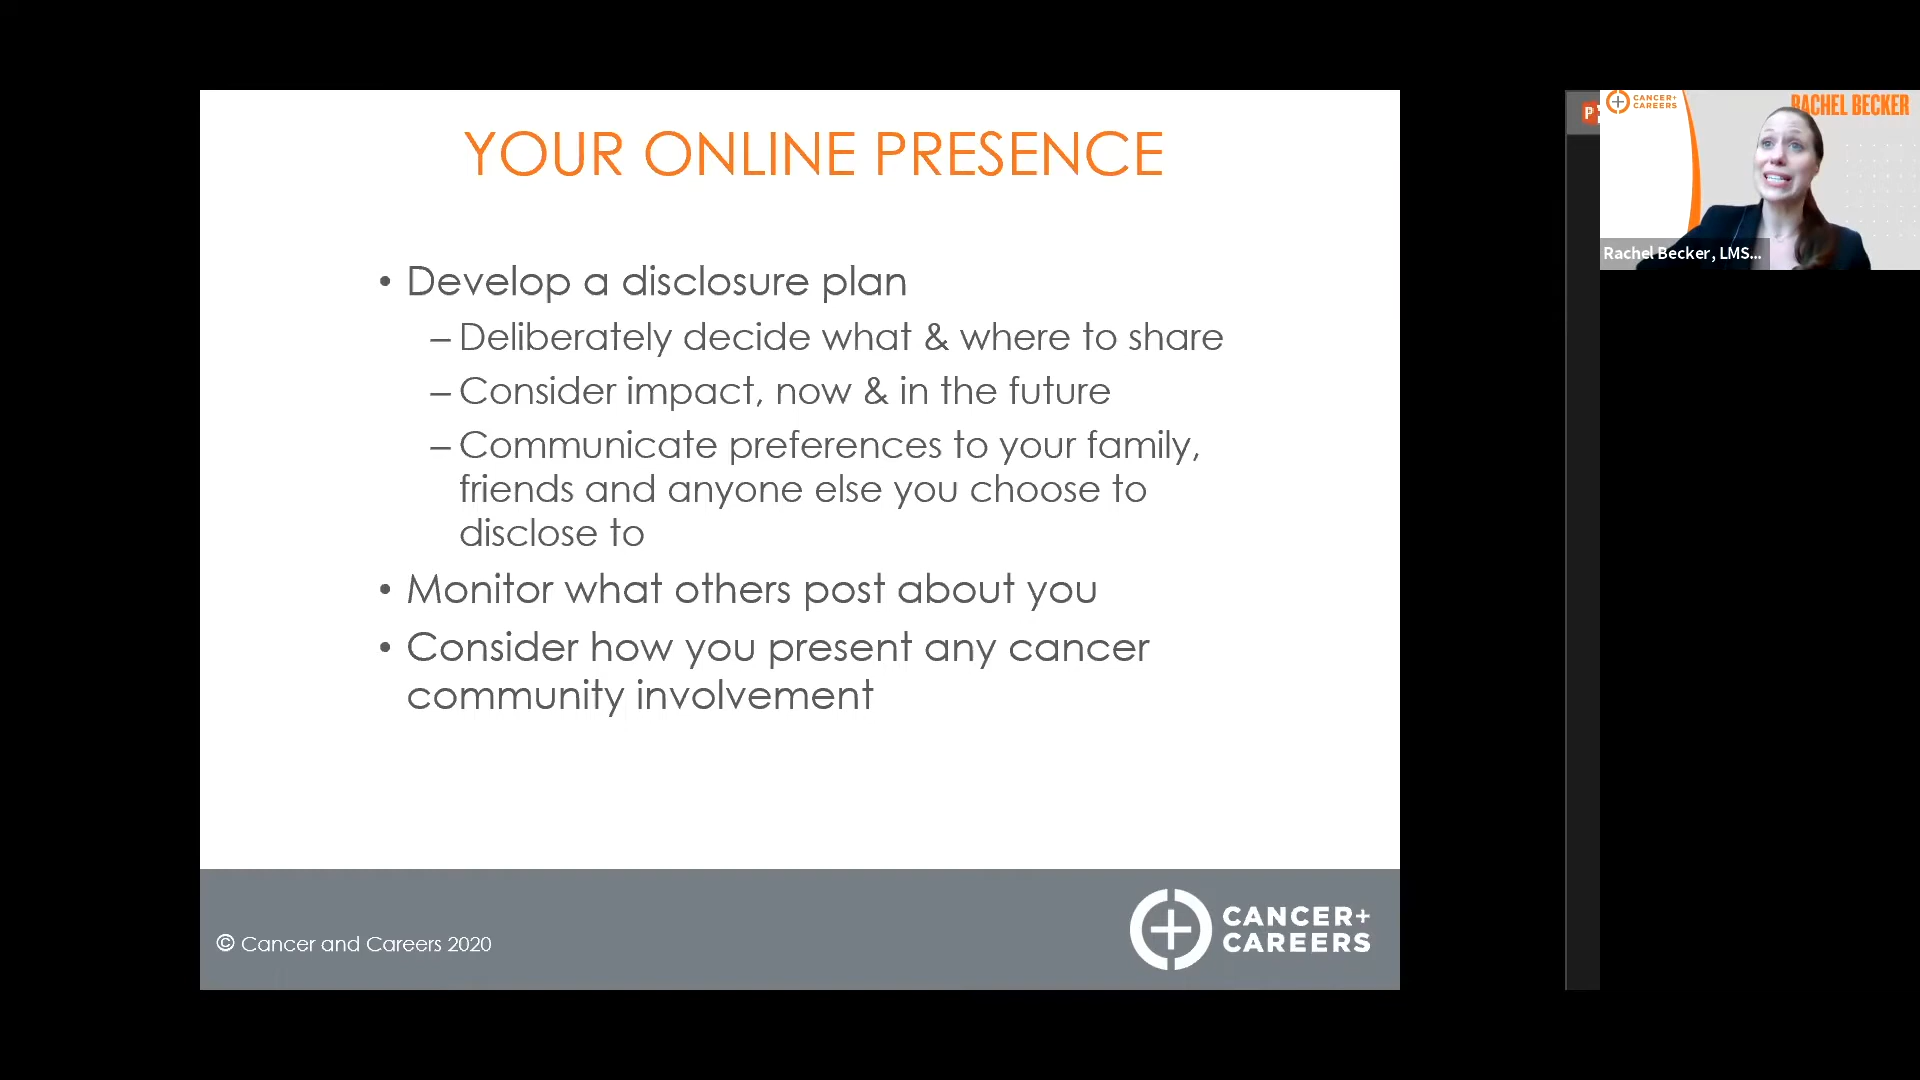 YOUR ONLINE PRESENCE
• Develop a disclosure plan
– Deliberately decide what & where to share
– Consider impact, now & in the future
– Communicate preferences to your family,
friends and anyone else you choose to
disclose to
• Monitor what others post about you
• Consider how you present any cancer
community involvement
© Cancer and Careers 2020
CANCER+
CAREERS
CANCER+
CAREERS
RACHEL BECKER
Rachel Becker, LMS...